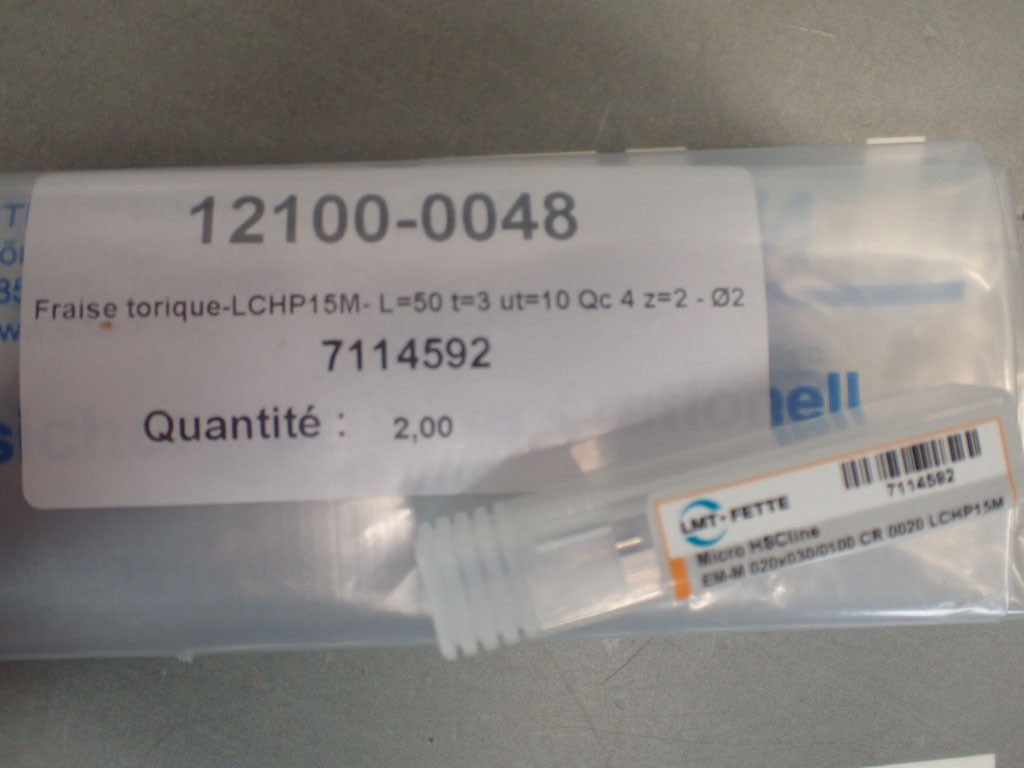 12100-0048
Fraise torique-LCHP15M- L=50 t=3 ut=10 Qc 4 z=2 - Ø2
7114592
Quantité : 2,00
nell
7114592
LMT·FETTE
Micro HSCline
EM-M 020x030/0100 CR 0020 LCHP15M